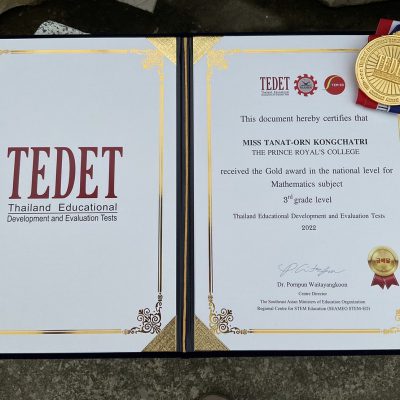 TEDET
Thailand Educational
Development and Evaluation Tests
TEDET
This document hereby certifies that
MISS TANAT-ORN KONGCHATRI
THE PRINCE ROYAL'S COLLEGE
received the Gold award in the national level for
Mathematics subject
3rd grade level
Thailand Educational Development and Evaluation Tests
2022
Dr. Pornpun Waitayangkoon
Center Director
The Southeast Asian Ministers of Education Organization
Regional Centre for STEM Education (SEAMEO STEM-ED)